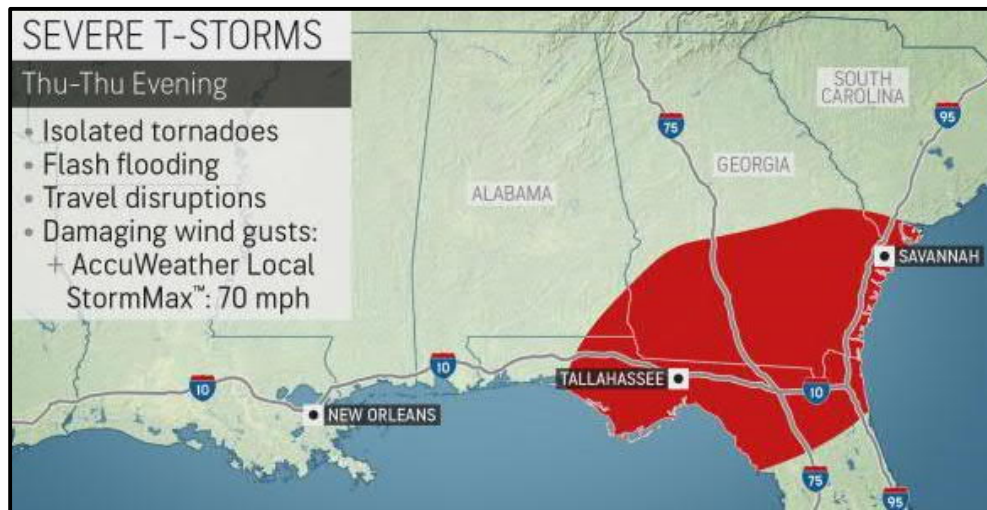 SEVERE T-STORMS
Thu-Thu Evening
• Isolated tornadoes
• Flash flooding
• Travel disruptions
• Damaging wind gusts:
+ AccuWeather Local
StormMax™: 70 mph
SOUTH
CAROLINA
95
75
GEORGIA
ALABAMA
SAVANNAH
10
TALLAHASSEE
10
10
NEW ORLEANS
75
95